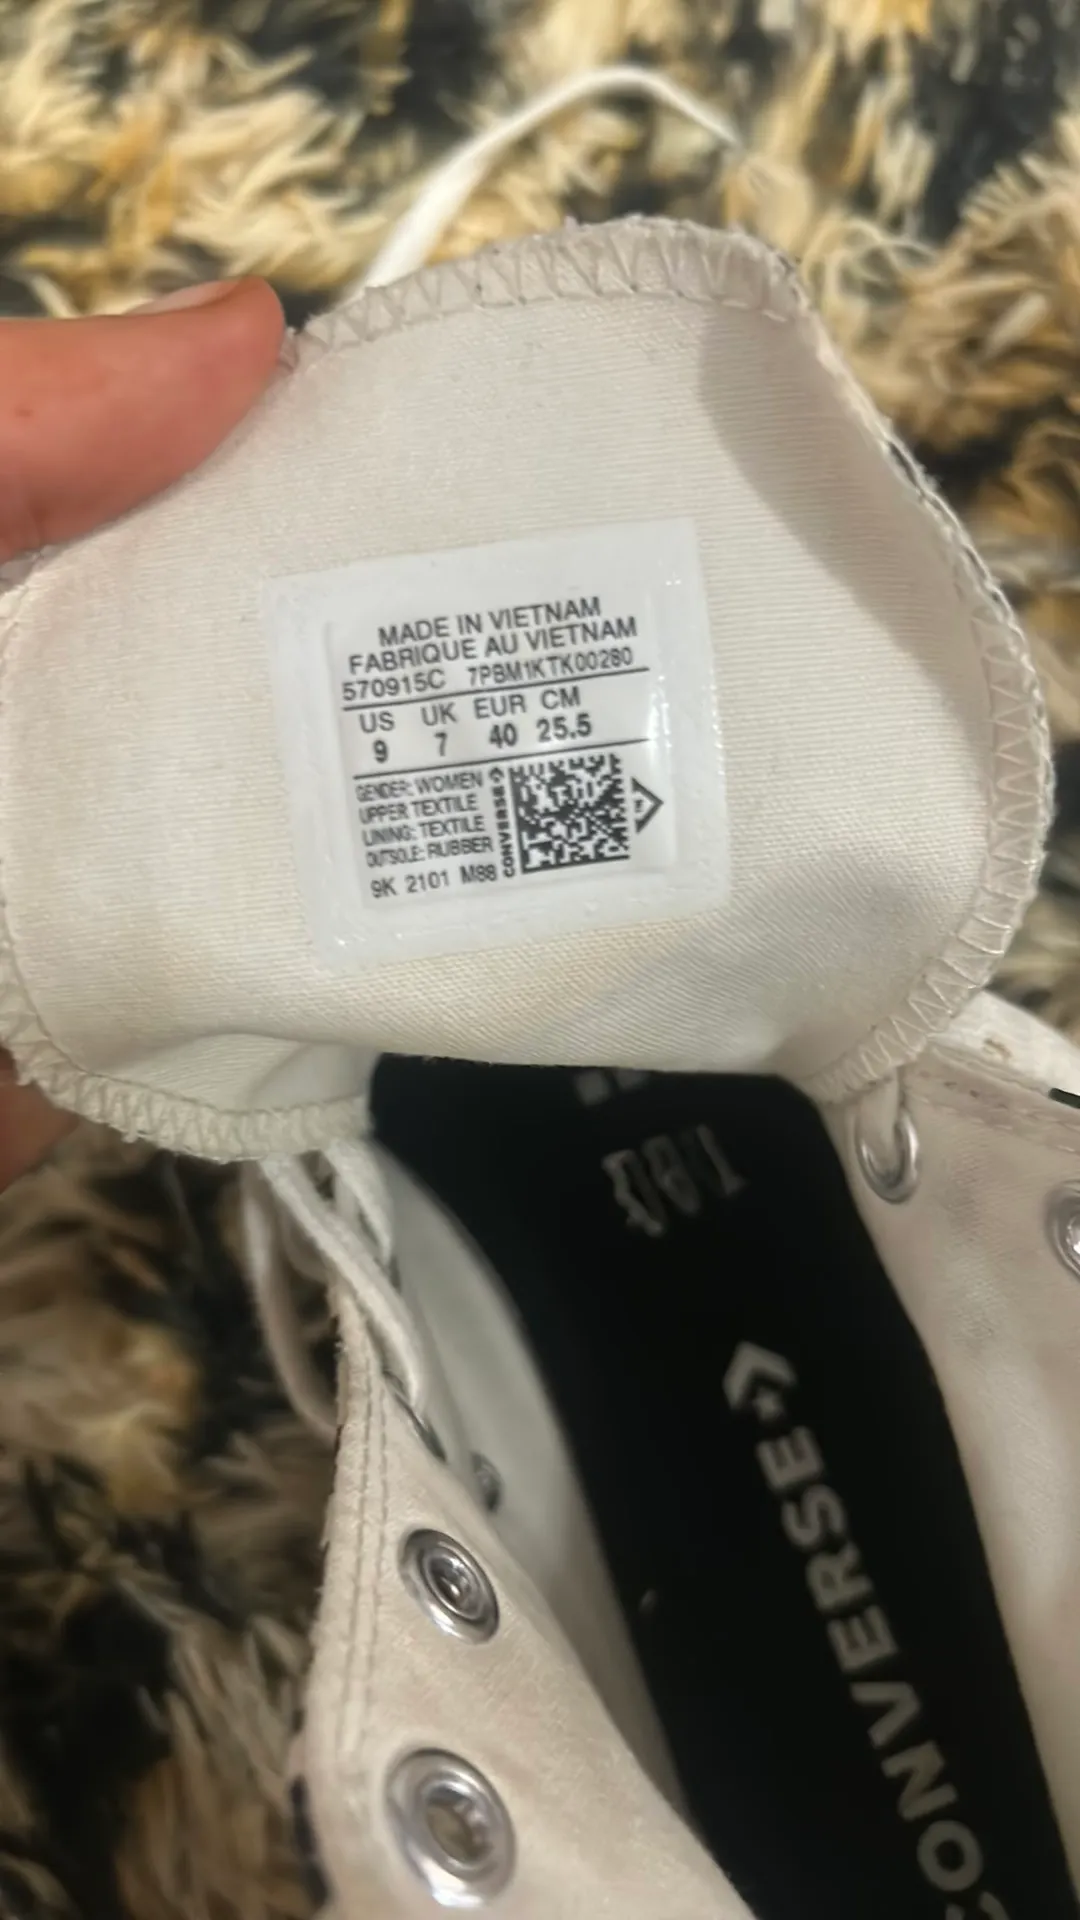 MADE IN VIETNAM
FABRIQUE AU VIETNAM
570915C 7PBM1KTK00280
US UK EUR CM
9 7 40 25.5
GENDER: WOMEN
UPPER TEXTILE
LINING: TEXTILE
OUTSOLE: RUBBER
CONVERSE
9K 2101 M88
CONVERSE